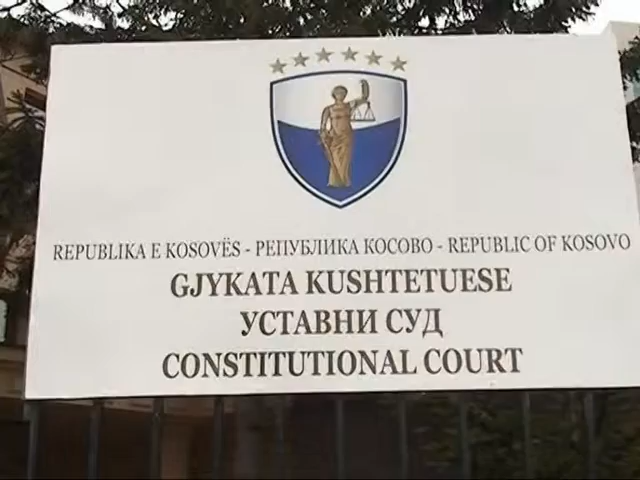 REPUBLIKA E KOSOVËS - РЕПУБЛИКА КОСОВО - REPUBLIC OF KOSOVO
GJYKATA KUSHTETUESE
УСТАВНИ СУД
CONSTITUTIONAL COURT